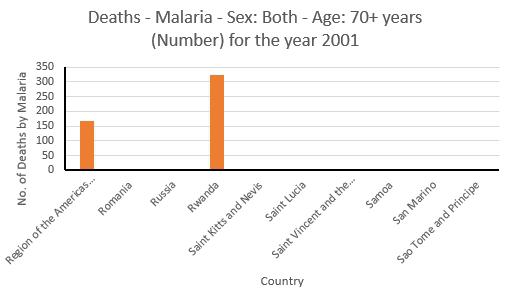 Deaths - Malaria - Sex: Both - Age: 70+ years
(Number) for the year 2001
No. of Deaths by Malaria
350
300
250
200
150
100
50
0
Region of the Americas...
Romania
Russia
Rwanda
Saint Kitts and Nevis
Saint Lucia
Saint Vincent and the...
Samoa
San Marino
Sao Tome and Principe
Country